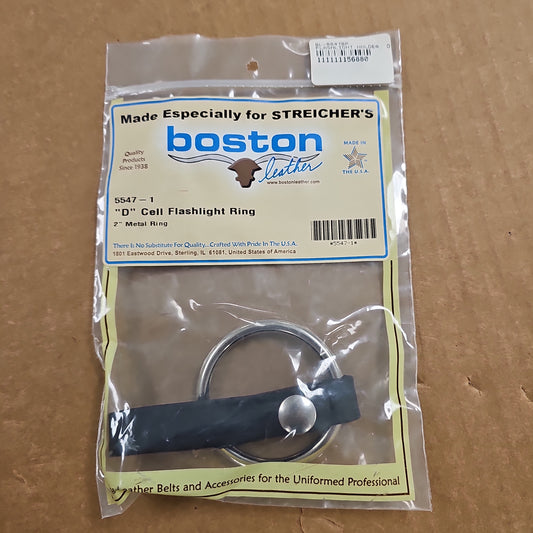 FLASHLIGHT HOLDER O
111111156880
Made Especially for STREICHER'S
boston
leather
www.bostonleather.com
Quality
Products
Since 1938
MADE IN
THE U.S.A.
5547-1
"D" Cell Flashlight Ring
2" Metal Ring
*5547-1*
There Is No Substitute For Quality...Crafted With Pride In The U.S.A.
1801 Eastwood Drive, Sterling, IL 61081, United States of America
Leather Belts and Accessories for the Uniformed Professional